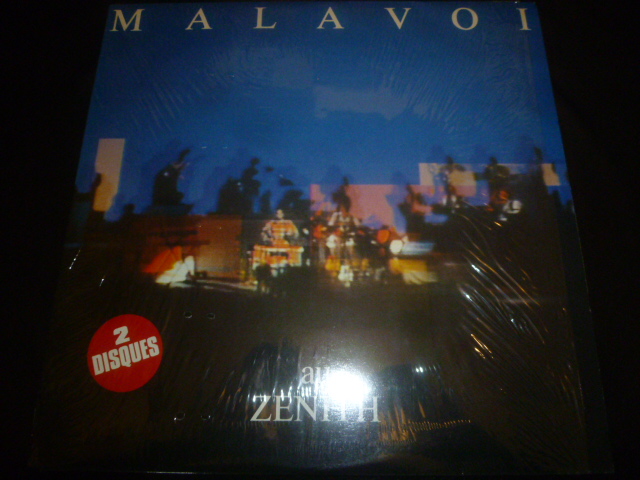 MALAVOI
2
DISQUES
au
ZENITH